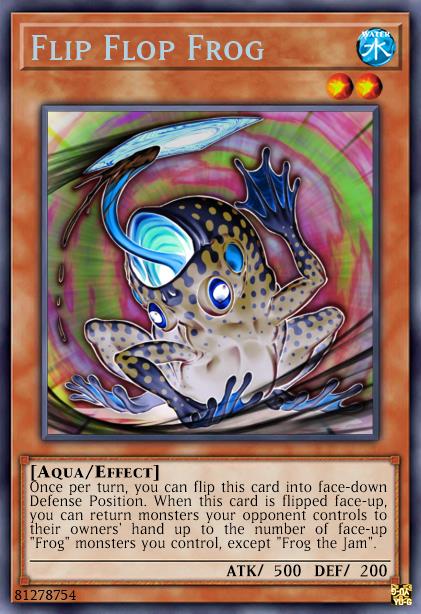 FLIP FLOP FROG
WATER
水
[AQUA/EFFECT]
Once per turn, you can flip this card into face-down
Defense Position. When this card is flipped face-up,
you can return monsters your opponent controls to
their owners' hand up to the number of face-up
"Frog" monsters you control, except "Frog the Jam".
ATK/ 500 DEF/ 200
81278754